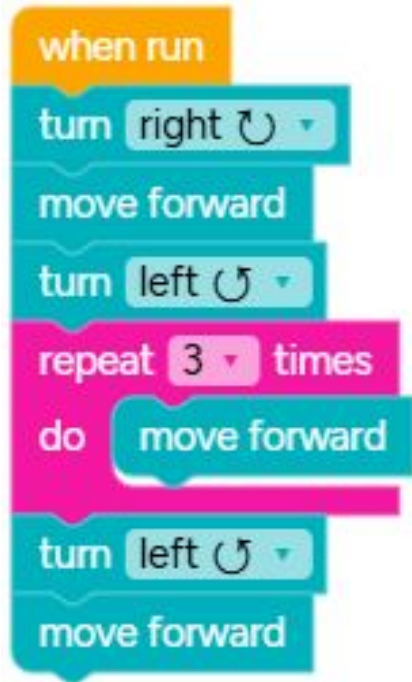 when run
turn right ↻ ▾
move forward
turn left ↺ ▾
repeat 3 ▾ times
do move forward
turn left ↺ ▾
move forward